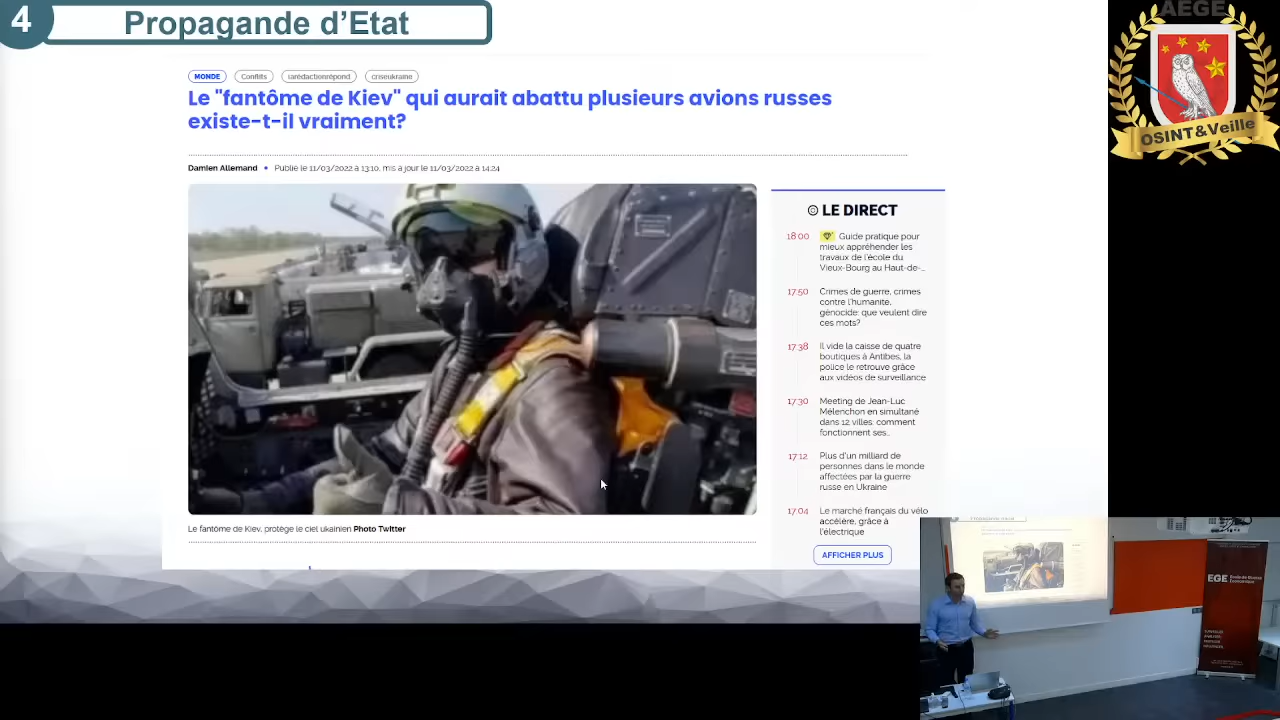 4
Propagande d'Etat
MONDE
Conflits
larédactionrépond
criseukraine
Le "fantôme de Kiev" qui aurait abattu plusieurs avions russes
existe-t-il vraiment?
Damien Allemand • Publié le 11/03/2022 à 13:10, mis à jour le 11/03/2022 à 14:24
Le fantôme de Kiev, protège le ciel ukainien Photo Twitter
LE DIRECT
18:00
Guide pratique pour
mieux appréhender les
travaux de l'école du
Vieux-Bourg au Haut-de-...
17:50
Crimes de guerre, crimes
contre l'humanité,
génocide: que veulent dire
ces mots?
17:38
Il vide la caisse de quatre
boutiques à Antibes, la
police le retrouve grâce
aux vidéos de surveillance
17:30
Meeting de Jean-Luc
Mélenchon en simultané
dans 12 villes: comment
fonctionnent ses...
17:12
Plus d'un milliard de
personnes dans le monde
affectées par la guerre
russe en Ukraine
17:04
Le marché français du vélo
accélère, grâce à
l'électrique
AFFICHER PLUS
AEGE
OSINT&Veille
EGE